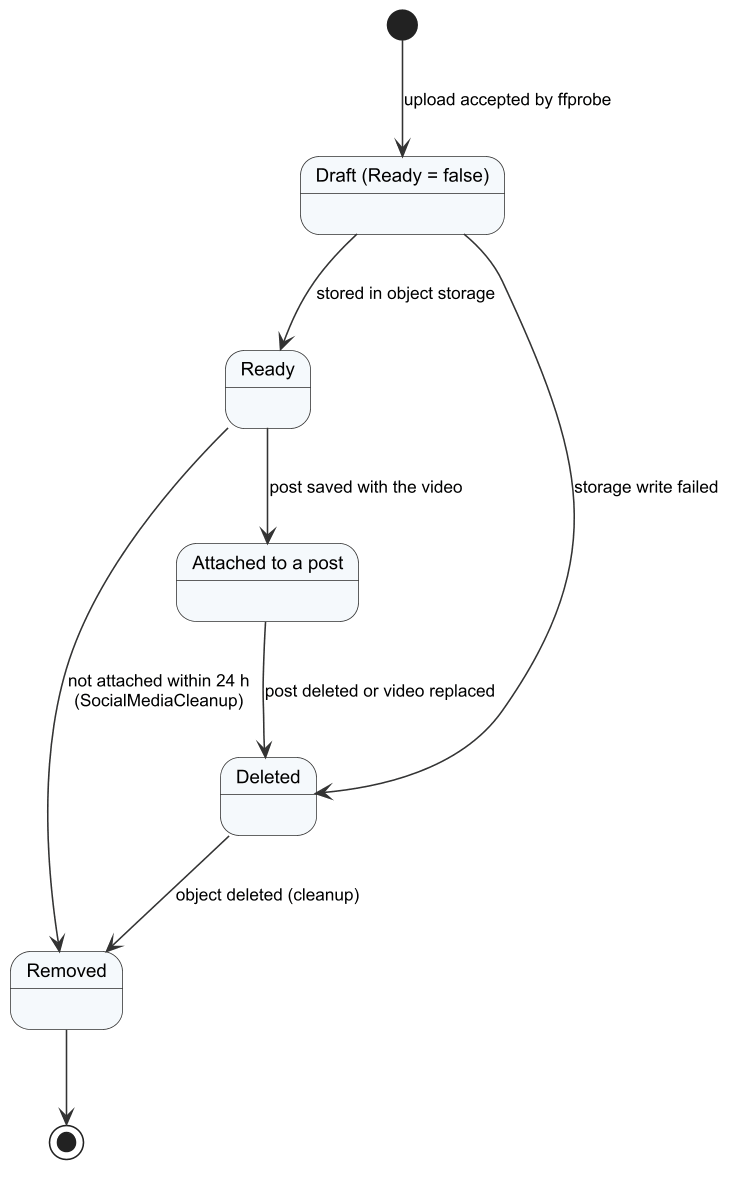 upload accepted by ffprobe
Draft (Ready = false)
stored in object storage
Ready
post saved with the video
storage write failed
Attached to a post
not attached within 24 h
(SocialMediaCleanup)
post deleted or video replaced
Deleted
object deleted (cleanup)
Removed